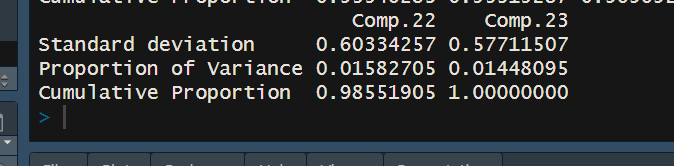 Comp.22 Comp.23
Standard deviation 0.60334257 0.57711507
Proportion of Variance 0.01582705 0.01448095
Cumulative Proportion 0.98551905 1.00000000
>